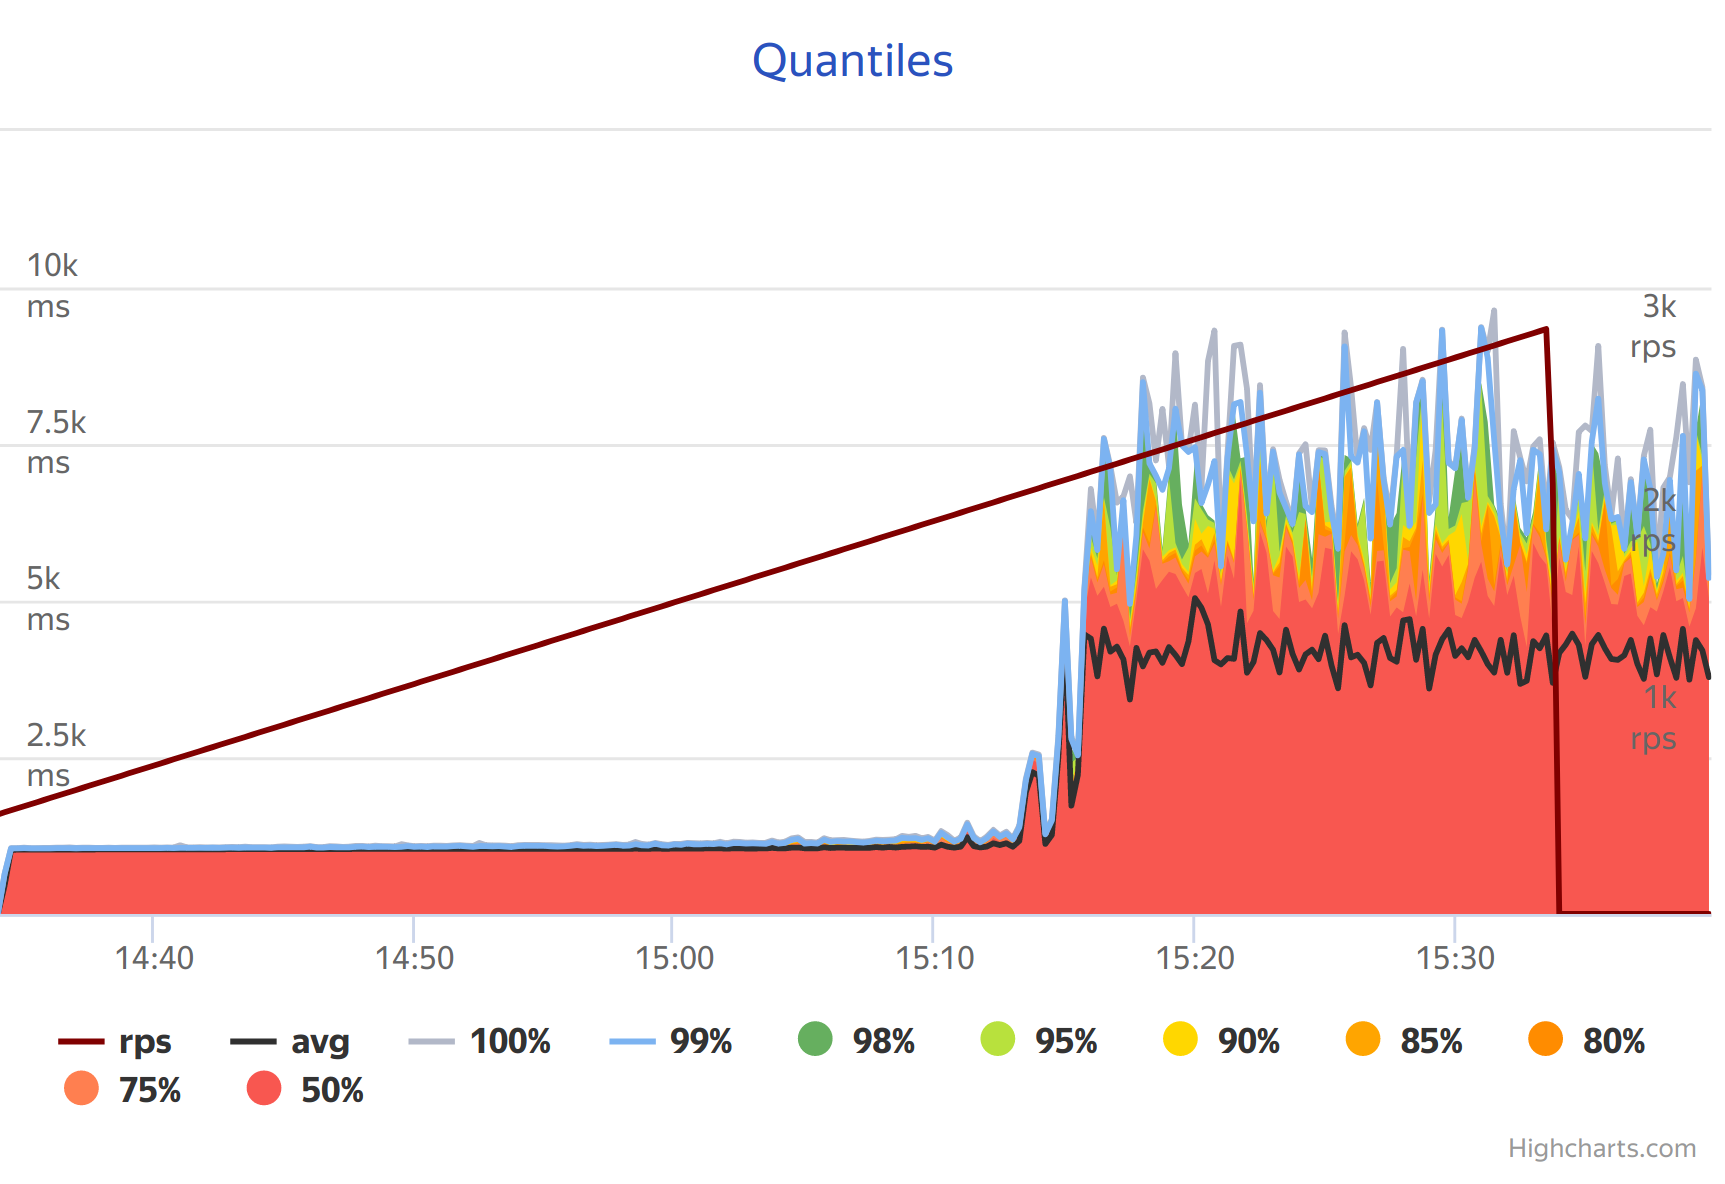 Quantiles
10k
ms
7.5k
ms
5k
ms
2.5k
ms
3k
rps
2k
rps
1k
rps
14:40 14:50 15:00 15:10 15:20 15:30
rps avg 100% 99% 98% 95% 90% 85% 80%
75% 50%
Highcharts.com